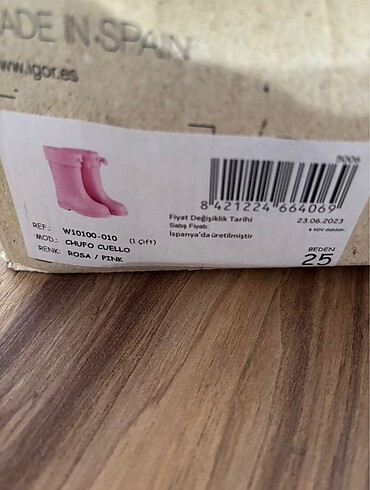 ADE IN·SPAIN
www.igor.es
5006
8 421224 664069
REF.: W10100-010
MOD.: CHUFO CUELLO (1 Çift)
RENK: ROSA / PINK
Fiyat Değişiklik Tarihi 23.06.2023
Satış Fiyatı: & KDV dahildir.
İspanya'da üretilmiştir
BEDEN
25